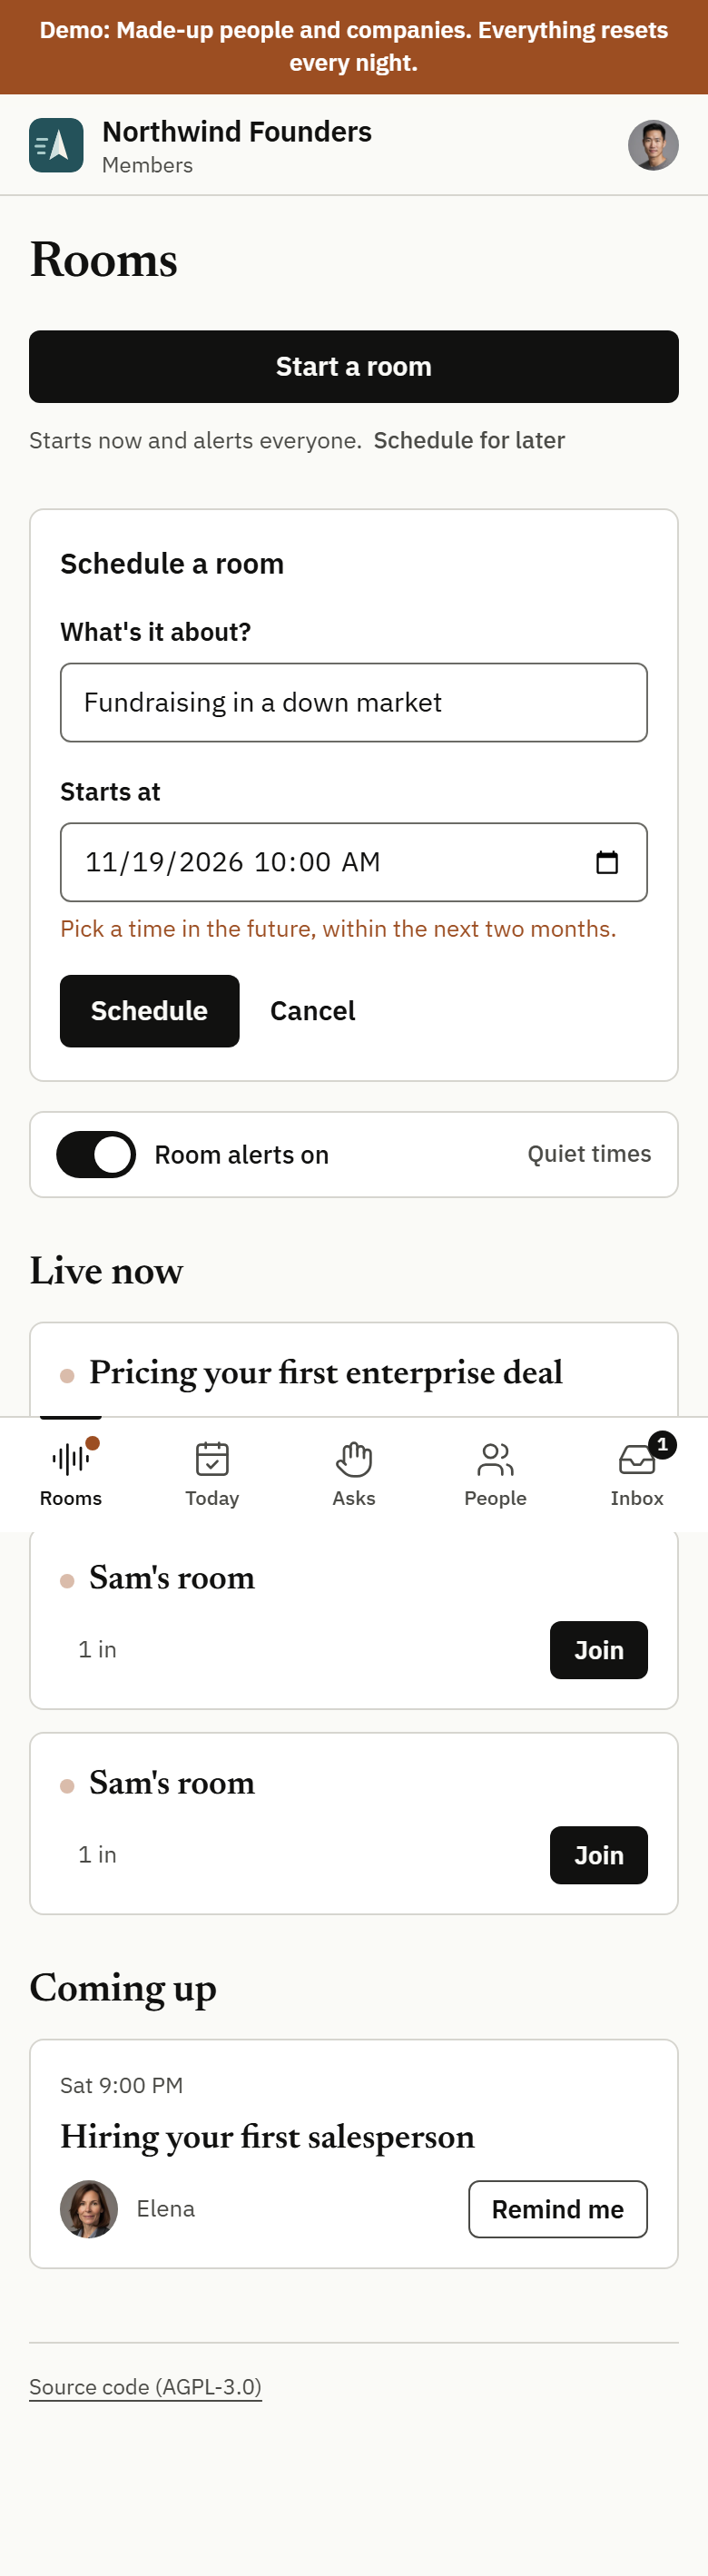 Demo: Made-up people and companies. Everything resets
every night.
Northwind Founders
Members
Rooms
Start a room
Starts now and alerts everyone. Schedule for later
Schedule a room
What's it about?
Fundraising in a down market
Starts at
11/19/2026 10:00 AM
Pick a time in the future, within the next two months.
Schedule Cancel
Room alerts on Quiet times
Live now
Pricing your first enterprise deal
1
Rooms Today Asks People Inbox
Sam's room
1 in Join
Sam's room
1 in Join
Coming up
Sat 9:00 PM
Hiring your first salesperson
Elena Remind me
Source code (AGPL-3.0)